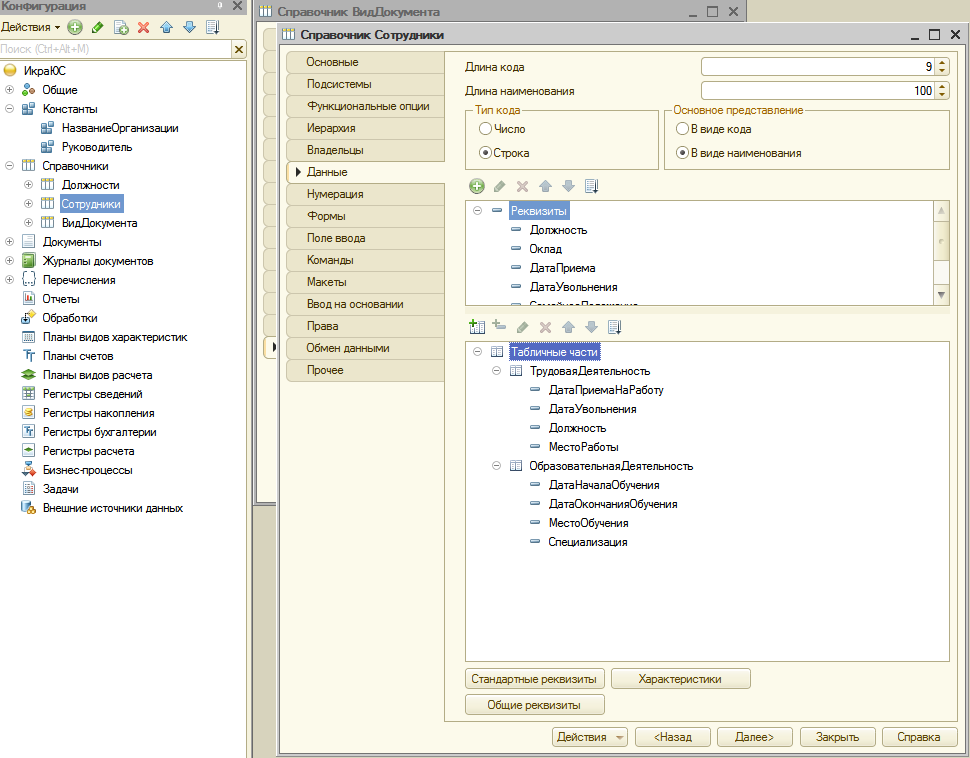 Конфигурация
Действия
Поиск (Ctrl+Alt+M)
ИкраЮС
Общие
Константы
НазваниеОрганизации
Руководитель
Справочники
Должности
Сотрудники
ВидДокумента
Документы
Журналы документов
Перечисления
Отчеты
Обработки
Планы видов характеристик
Планы счетов
Планы видов расчета
Регистры сведений
Регистры накопления
Регистры бухгалтерии
Регистры расчета
Бизнес-процессы
Задачи
Внешние источники данных
Справочник ВидДокумента
Справочник Сотрудники
Основные
Подсистемы
Функциональные опции
Иерархия
Владельцы
Данные
Нумерация
Формы
Поле ввода
Команды
Макеты
Ввод на основании
Права
Обмен данными
Прочее
Длина кода 9
Длина наименования 100
Тип кода
Число
Строка
Основное представление
В виде кода
В виде наименования
Реквизиты
Должность
Оклад
ДатаПриема
ДатаУвольнения
СемейноеПоложение
Табличные части
ТрудоваяДеятельность
ДатаПриемаНаРаботу
ДатаУвольнения
Должность
МестоРаботы
ОбразовательнаяДеятельность
ДатаНачалаОбучения
ДатаОкончанияОбучения
МестоОбучения
Специализация
Стандартные реквизиты Характеристики
Общие реквизиты
Действия <Назад Далее> Закрыть Справка